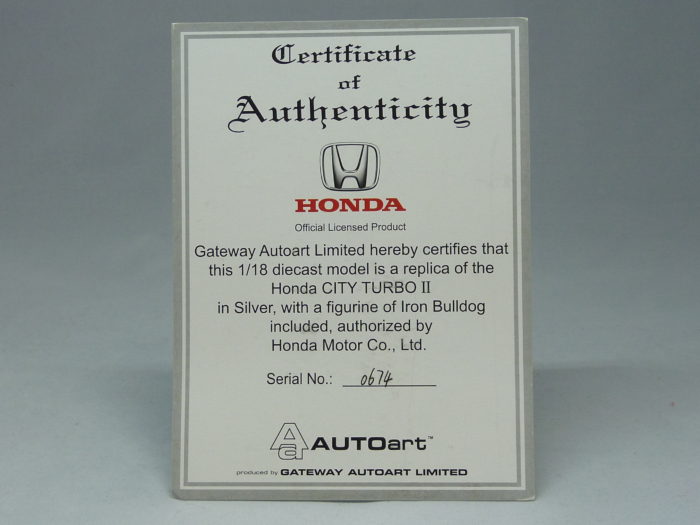 Certificate
of
Authenticity
HONDA
Official Licensed Product
Gateway Autoart Limited hereby certifies that
this 1/18 diecast model is a replica of the
Honda CITY TURBO II
in Silver, with a figurine of Iron Bulldog
included, authorized by
Honda Motor Co., Ltd.
Serial No.: 0674
Aa AUTOart™
produced by GATEWAY AUTOART LIMITED